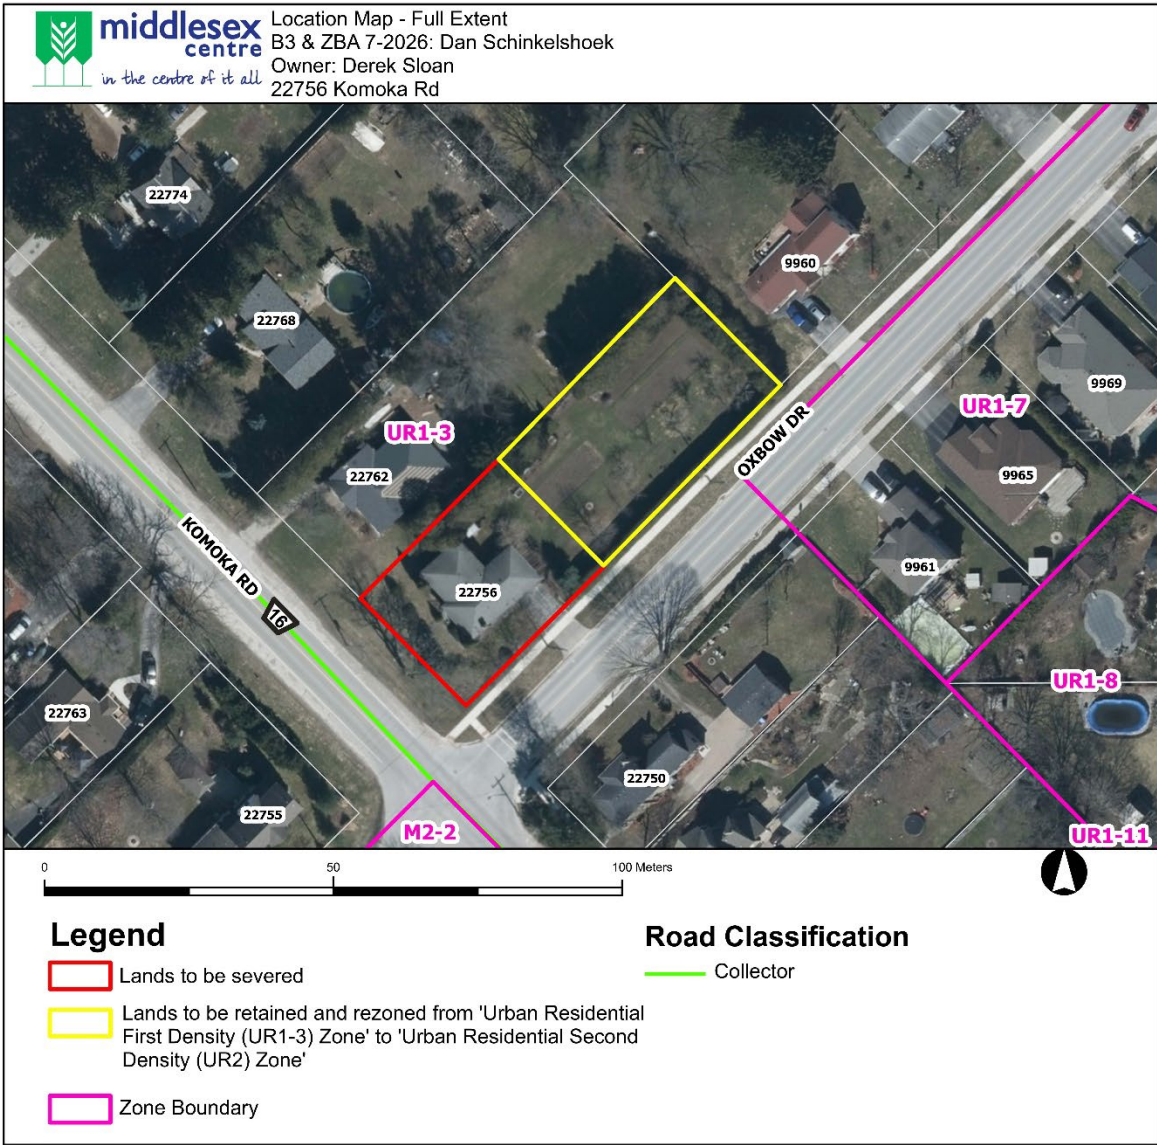 middlesex
centre
in the centre of it all
Location Map - Full Extent
B3 & ZBA 7-2026: Dan Schinkelshoek
Owner: Derek Sloan
22756 Komoka Rd
22774
9960
22768
9969
UR1-7
UR1-3
OXBOW DR
22762
9965
KOMOKA RD
16
9961
22756
UR1-8
22763
22750
22755
M2-2
UR1-11
0 50 100 Meters
Legend
Lands to be severed
Lands to be retained and rezoned from 'Urban Residential
First Density (UR1-3) Zone' to 'Urban Residential Second
Density (UR2) Zone'
Zone Boundary
Road Classification
Collector